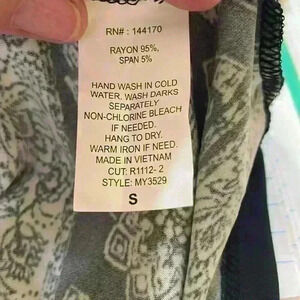 RN# : 144170
RAYON 95%,
SPAN 5%
HAND WASH IN COLD
WATER, WASH DARKS
SEPARATELY
NON-CHLORINE BLEACH
IF NEEDED.
HANG TO DRY.
WARM IRON IF NEED.
MADE IN VIETNAM
CUT: R1112- 2
STYLE: MY3529
S